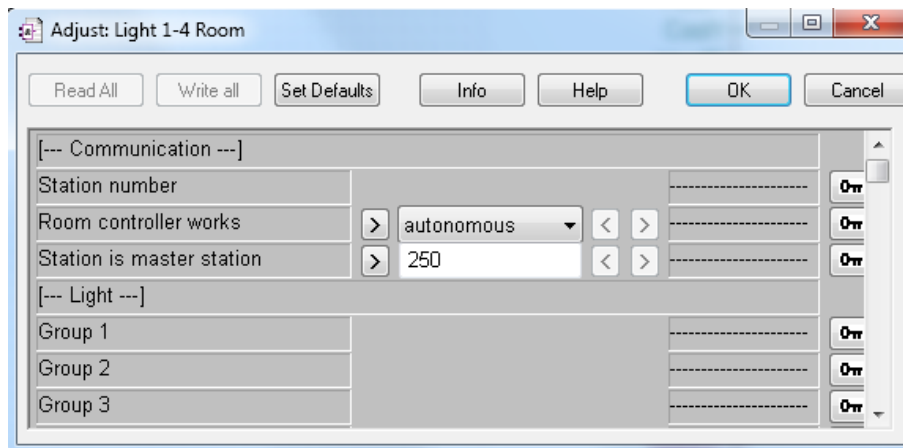 Adjust: Light 1-4 Room
Read All Write all Set Defaults Info Help OK Cancel
[--- Communication ---]
Station number ----------------------
Room controller works > autonomous < > ----------------------
Station is master station > 250 < > ----------------------
[--- Light ---]
Group 1 ----------------------
Group 2 ----------------------
Group 3 ----------------------